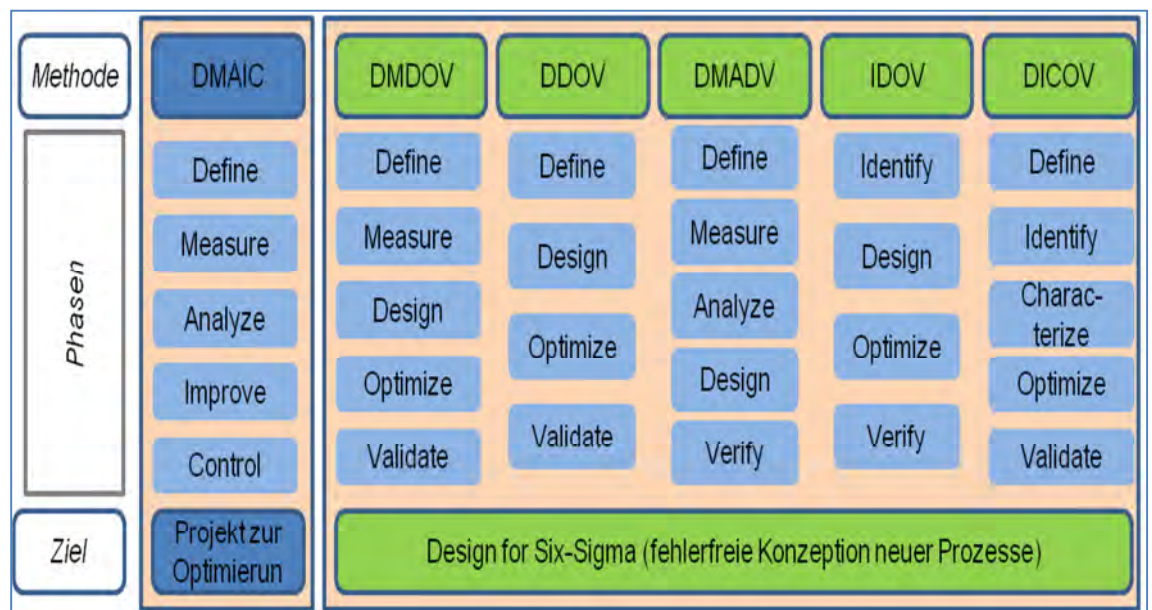 Methode
DMAIC
DMDOV
DDOV
DMADV
IDOV
DICOV
Phasen
Define
Measure
Analyze
Improve
Control
Define
Measure
Design
Optimize
Validate
Define
Design
Optimize
Validate
Define
Measure
Analyze
Design
Verify
Identify
Design
Optimize
Verify
Define
Identify
Charac-
terize
Optimize
Validate
Ziel
Projekt zur
Optimierun
Design for Six-Sigma (fehlerfreie Konzeption neuer Prozesse)